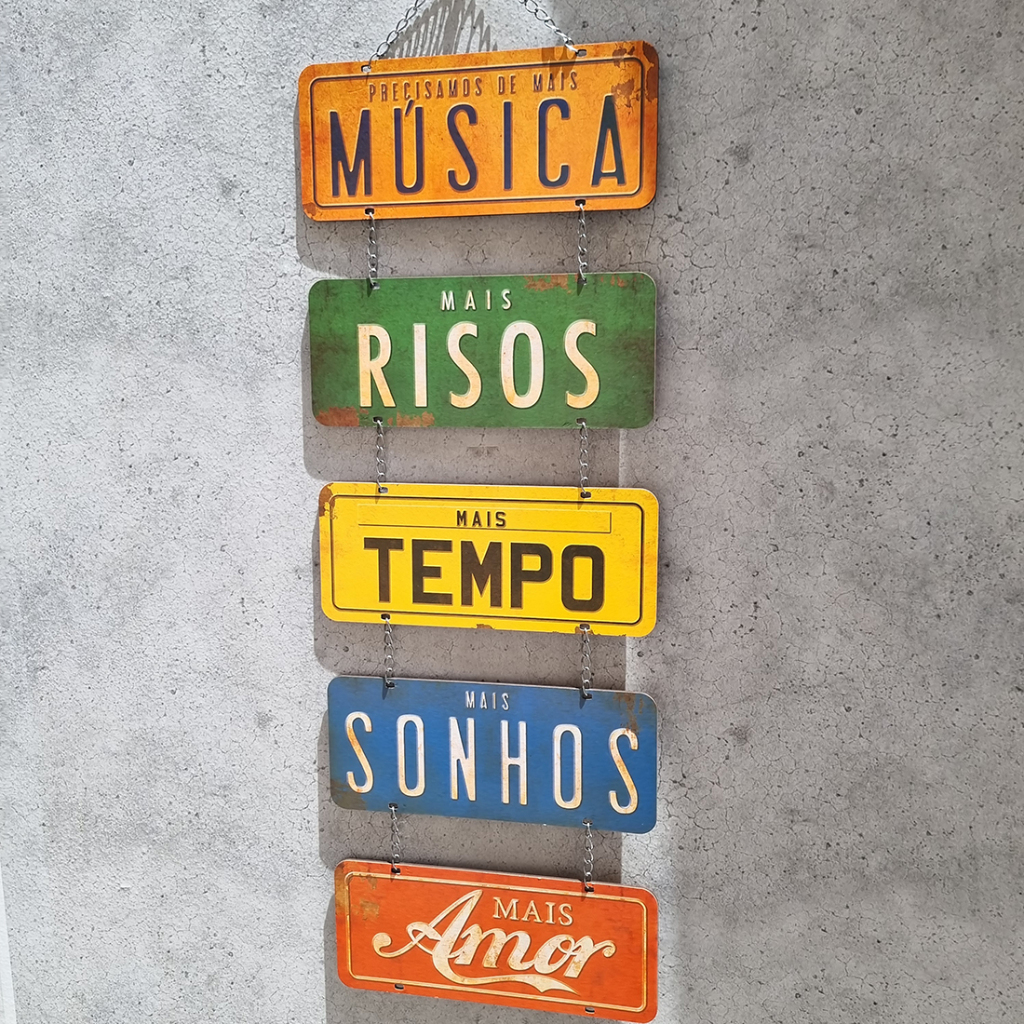 PRECISAMOS DE MAIS
MÚSICA
MAIS
RISOS
MAIS
TEMPO
MAIS
SONHOS
MAIS
Amor